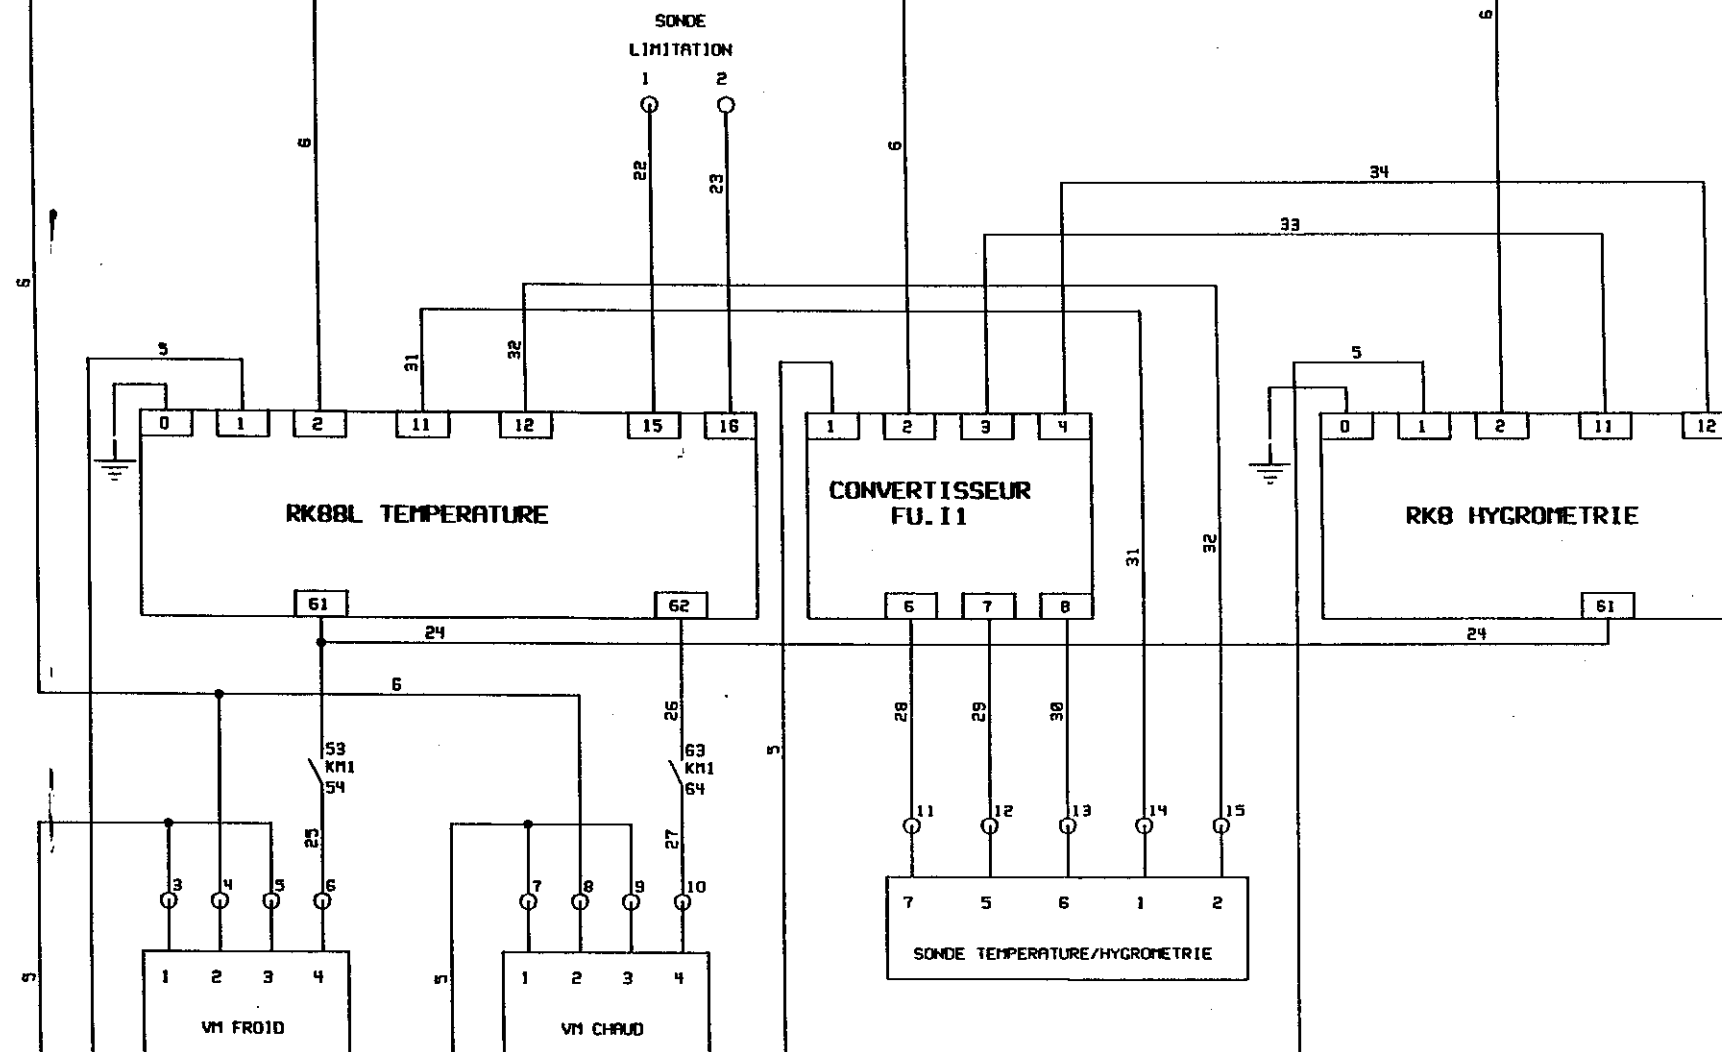 SONDE
LIMITATION
1 2
6
6
6
6
22
23
34
33
31
32
5
5
5
0 1 2 11 12 15 16
1 2 3 4
0 1 2 11 12
RK88L TEMPERATURE
CONVERTISSEUR
FU.I1
RK8 HYGROMETRIE
31
32
61 62
6 7 8
61
24
24
6
26
28
29
30
5
53
KM1
54
63
KM1
64
25
27
11 12 13 14 15
3 4 5 6
7 8 9 10
7 5 6 1 2
SONDE TEMPERATURE/HYGROMETRIE
5
1 2 3 4
VM FROID
5
1 2 3 4
VM CHAUD